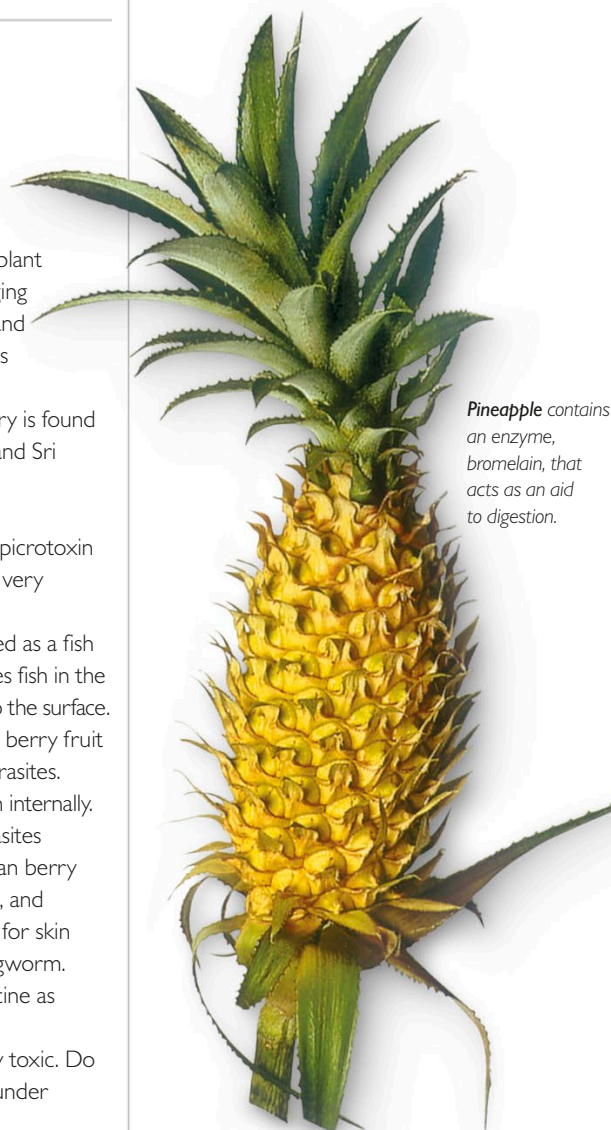 plant
ging
and
s
ry is found
and Sri
picrotoxin
very
ed as a fish
es fish in the
o the surface.
berry fruit
rasites.
n internally.
sites
an berry
, and
for skin
gworm.
tine as
y toxic. Do
under
Pineapple contains
an enzyme,
bromelain, that
acts as an aid
to digestion.